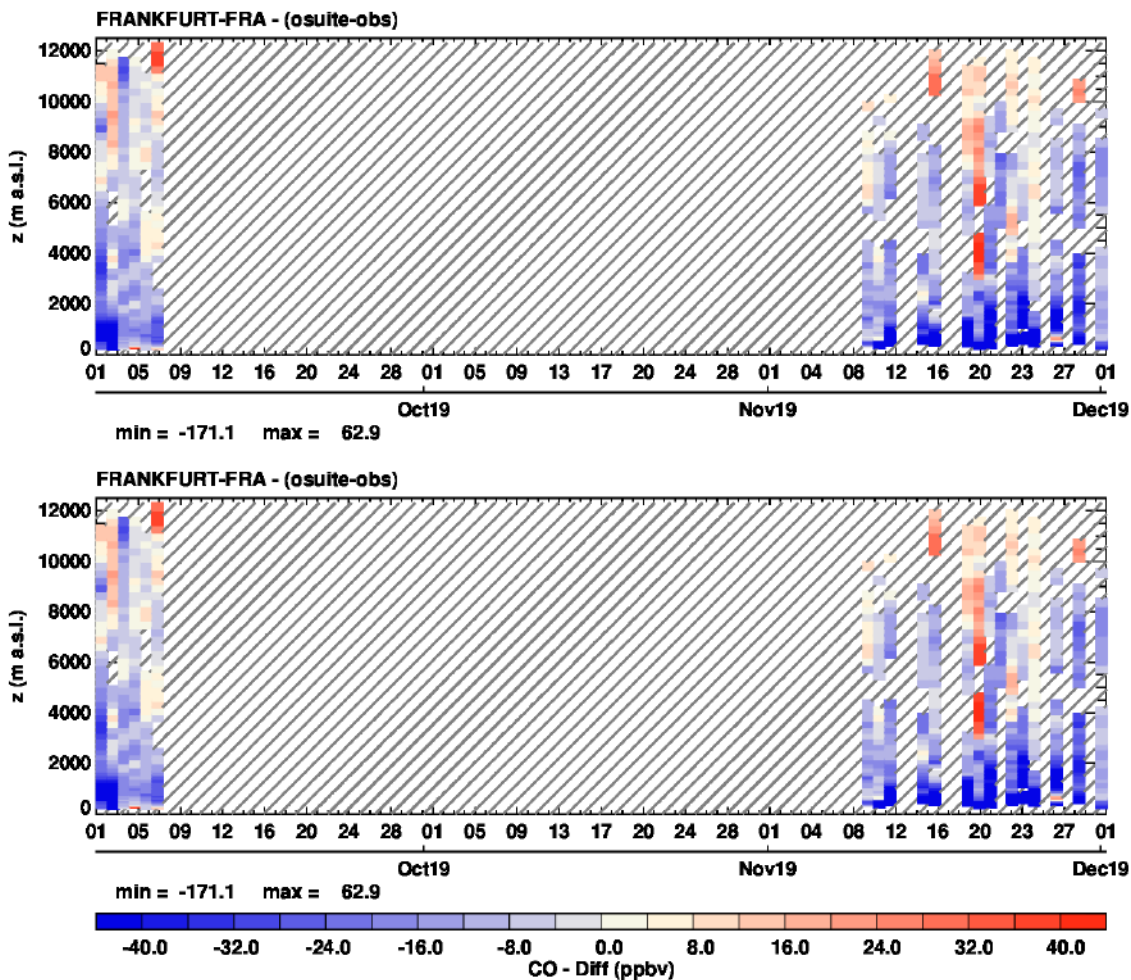 FRANKFURT-FRA - (osuite-obs)
12000
10000
8000
6000
4000
2000
0
z (m a.s.l.)
01 05 09 12 16 20 24 28 01 05 09 13 17 20 24 28 01 04 08 12 16 20 23 27 01
Oct19 Nov19 Dec19
min = -171.1 max = 62.9
FRANKFURT-FRA - (osuite-obs)
12000
10000
8000
6000
4000
2000
0
z (m a.s.l.)
01 05 09 12 16 20 24 28 01 05 09 13 17 20 24 28 01 04 08 12 16 20 23 27 01
Oct19 Nov19 Dec19
min = -171.1 max = 62.9
-40.0 -32.0 -24.0 -16.0 -8.0 0.0 8.0 16.0 24.0 32.0 40.0
CO - Diff (ppbv)